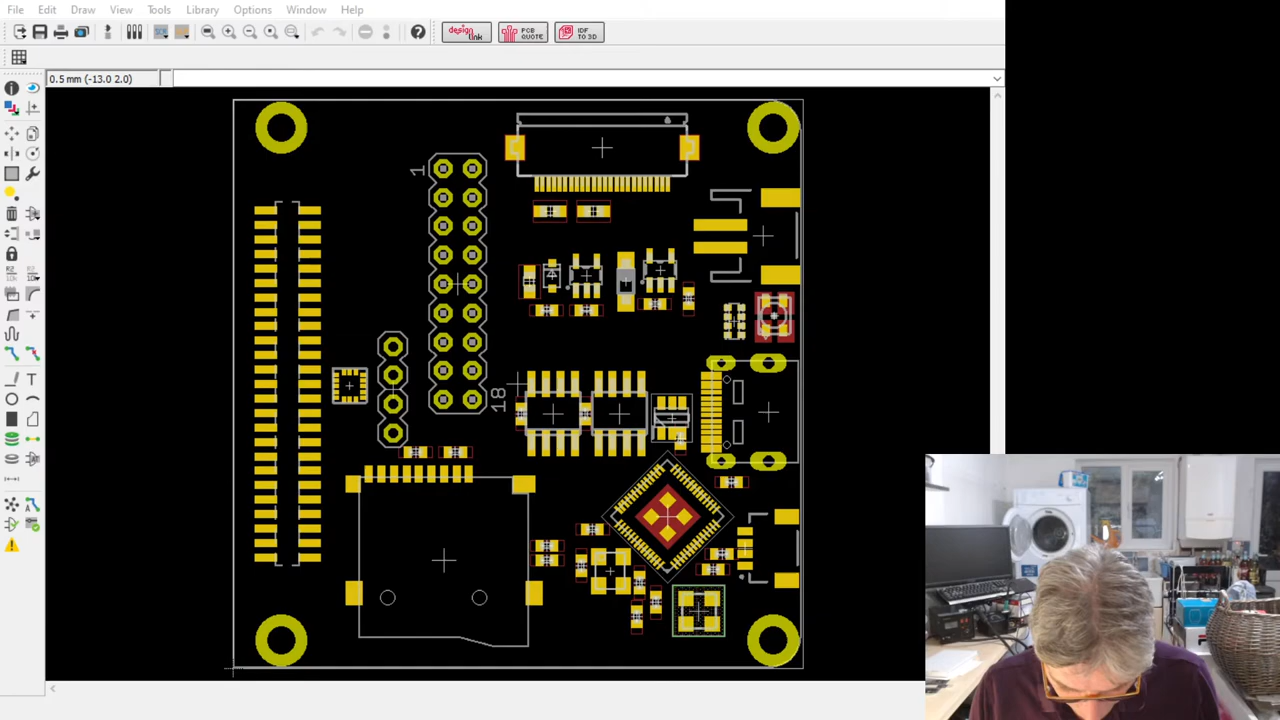 File Edit Draw View Tools Library Options Window Help
design link PCB QUOTE IDF TO 3D
0.5 mm (-13.0 2.0)
1
18